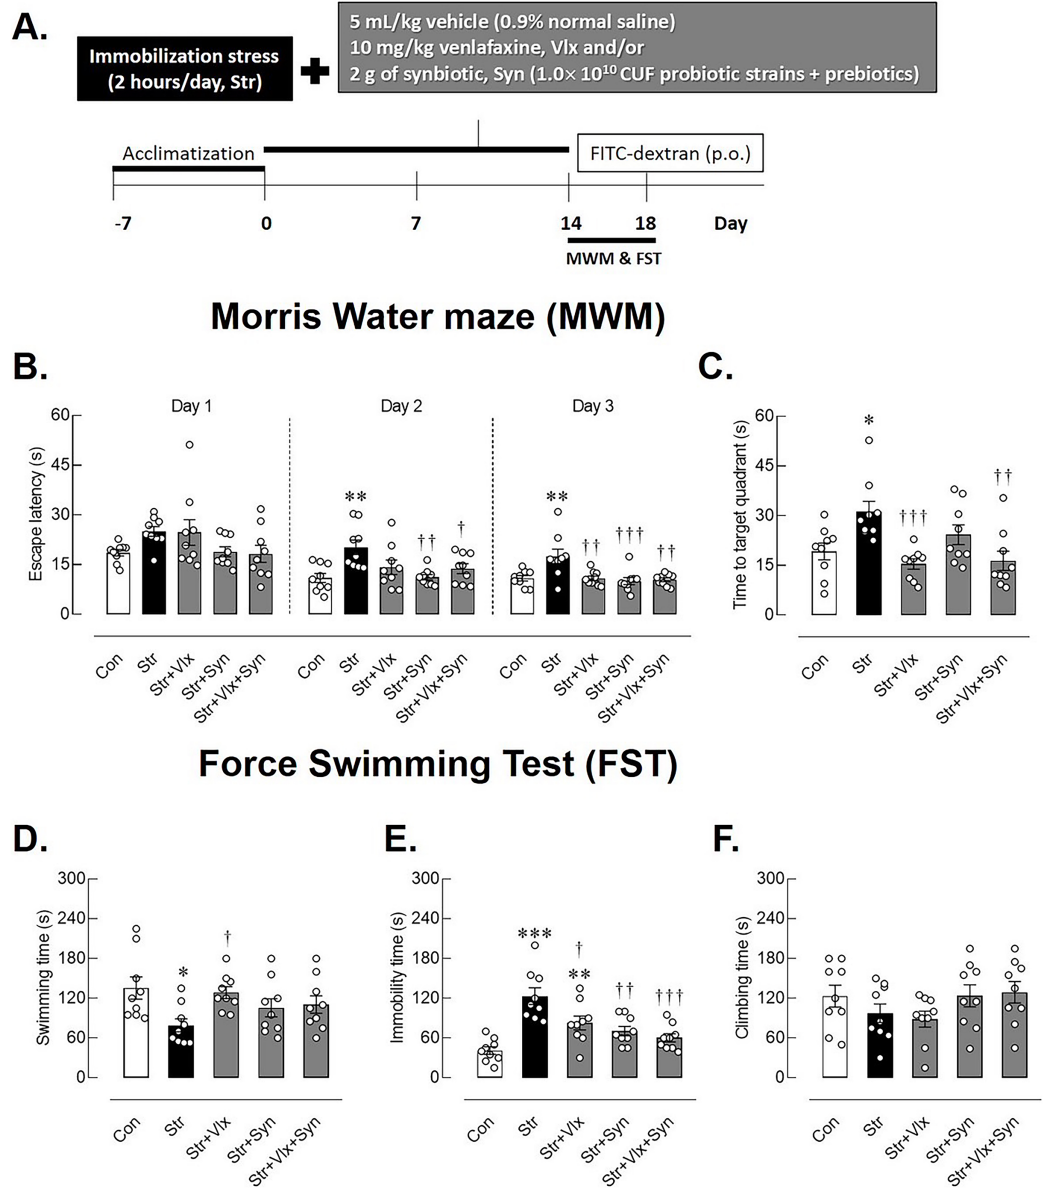 A.
Immobilization stress
(2 hours/day, Str)
5 mL/kg vehicle (0.9% normal saline)
10 mg/kg venlafaxine, Vlx and/or
2 g of synbiotic, Syn (1.0× 10¹⁰ CUF probiotic strains + prebiotics)
Acclimatization
FITC-dextran (p.o.)
-7 0 7 14 18 Day
MWM & FST
Morris Water maze (MWM)
B.
Day 1 Day 2 Day 3
Escape latency (s)
60
45
30
15
0
** † †† ** †† ††† ††
Con Str Str+Vlx Str+Syn Str+Vlx+Syn Con Str Str+Vlx Str+Syn Str+Vlx+Syn Con Str Str+Vlx Str+Syn Str+Vlx+Syn
C.
Time to target quadrant (s)
60
45
30
15
0
* ††† ††
Con Str Str+Vlx Str+Syn Str+Vlx+Syn
Force Swimming Test (FST)
D.
Swimming time (s)
300
240
180
120
60
0
* †
Con Str Str+Vlx Str+Syn Str+Vlx+Syn
E.
Immobility time (s)
300
240
180
120
60
0
*** †
** †† †††
Con Str Str+Vlx Str+Syn Str+Vlx+Syn
F.
Climbing time (s)
300
240
180
120
60
0
Con Str Str+Vlx Str+Syn Str+Vlx+Syn